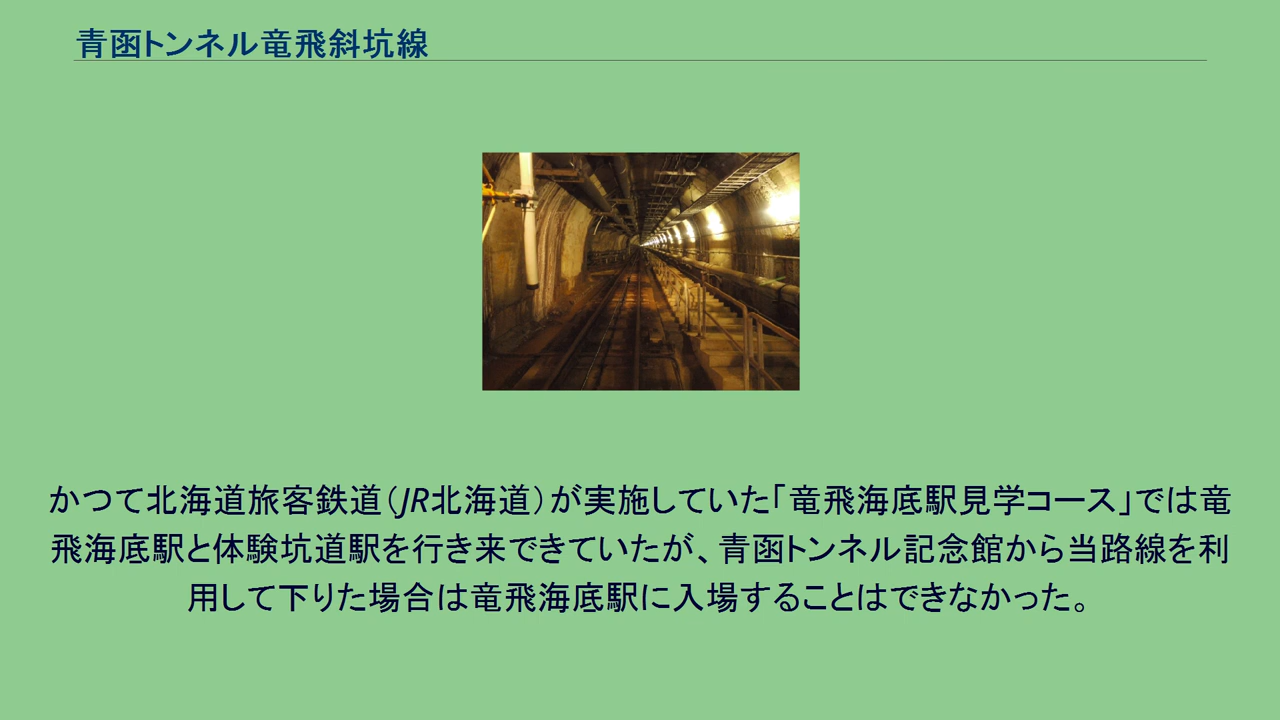 青函トンネル竜飛斜坑線
かつて北海道旅客鉄道（JR北海道）が実施していた「竜飛海底駅見学コース」では竜
飛海底駅と体験坑道駅を行き来できていたが、青函トンネル記念館から当路線を利
用して下りた場合は竜飛海底駅に入場することはできなかった。